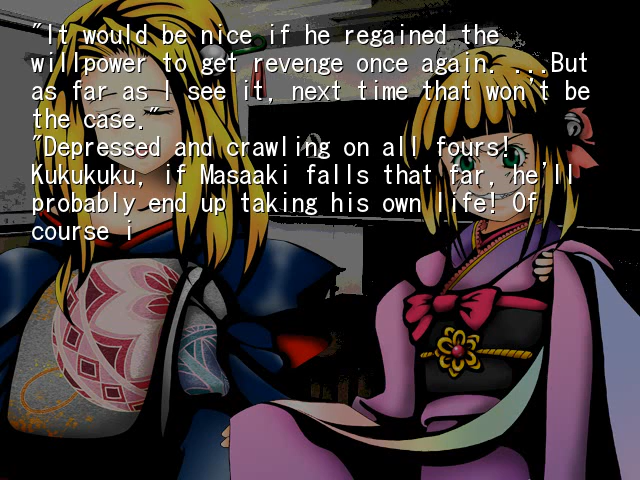 "It would be nice if he regained the
willpower to get revenge once again. ...But
as far as I see it, next time that won't be
the case."
"Depressed and crawling on all fours!
Kukukuku, if Masaaki falls that far, he'll
probably end up taking his own life! Of
course i